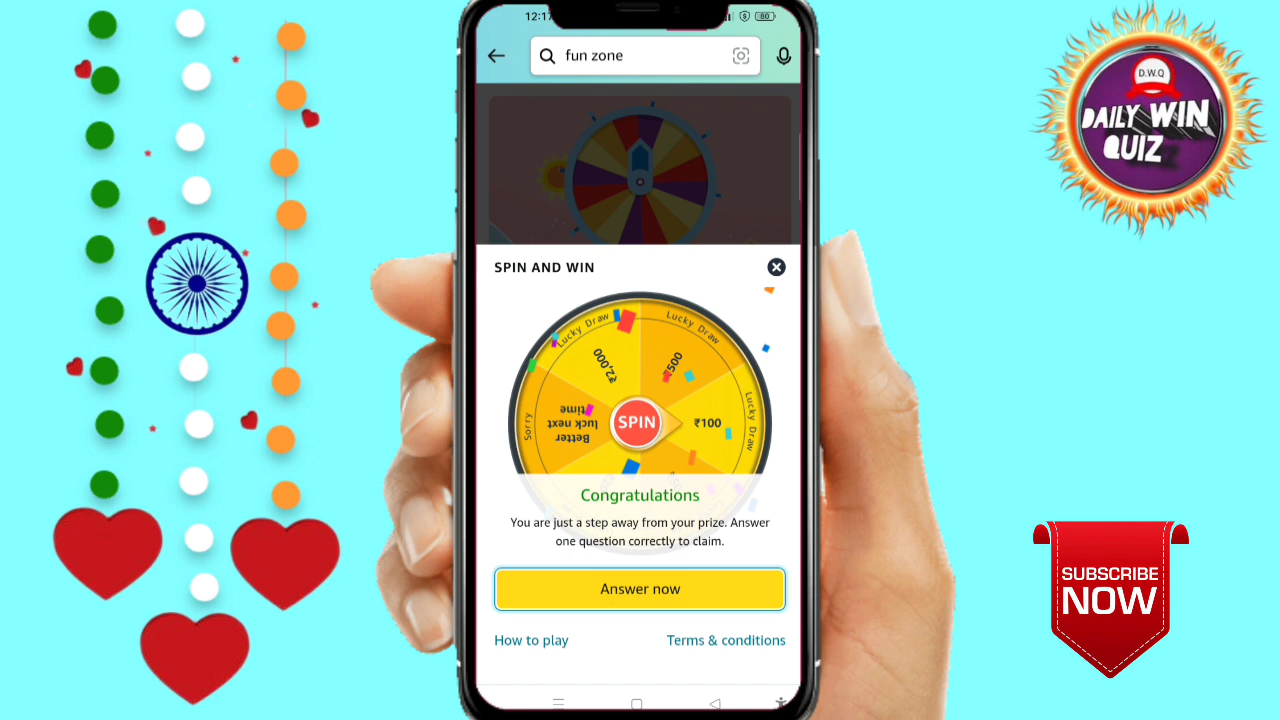 12:17
80
fun zone
D.W.Q
DAILY WIN
QUIZ
SPIN AND WIN
Lucky Draw
₹2,000
Lucky Draw
₹500
Lucky Draw
₹100
Sorry
Better
luck next
time
SPIN
Congratulations
You are just a step away from your prize. Answer
one question correctly to claim.
Answer now
How to play
Terms & conditions
SUBSCRIBE
NOW